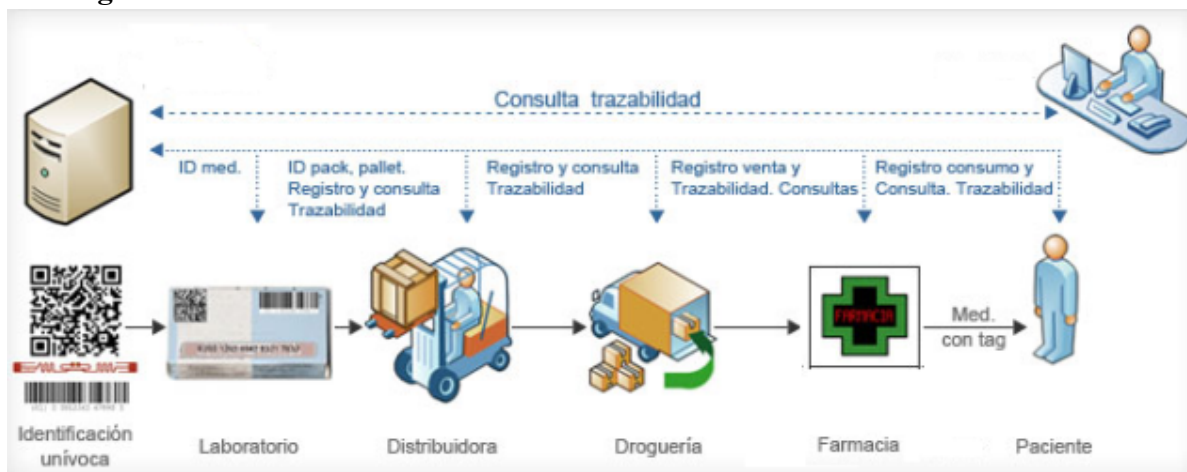 Consulta trazabilidad
ID med.
ID pack, pallet.
Registro y consulta
Trazabilidad
Registro y consulta
Trazabilidad
Registro venta y
Trazabilidad. Consultas
Registro consumo y
Consulta. Trazabilidad
FARMACIA
Med.
con tag
Identificación
unívoca
Laboratorio
Distribuidora
Droguería
Farmacia
Paciente